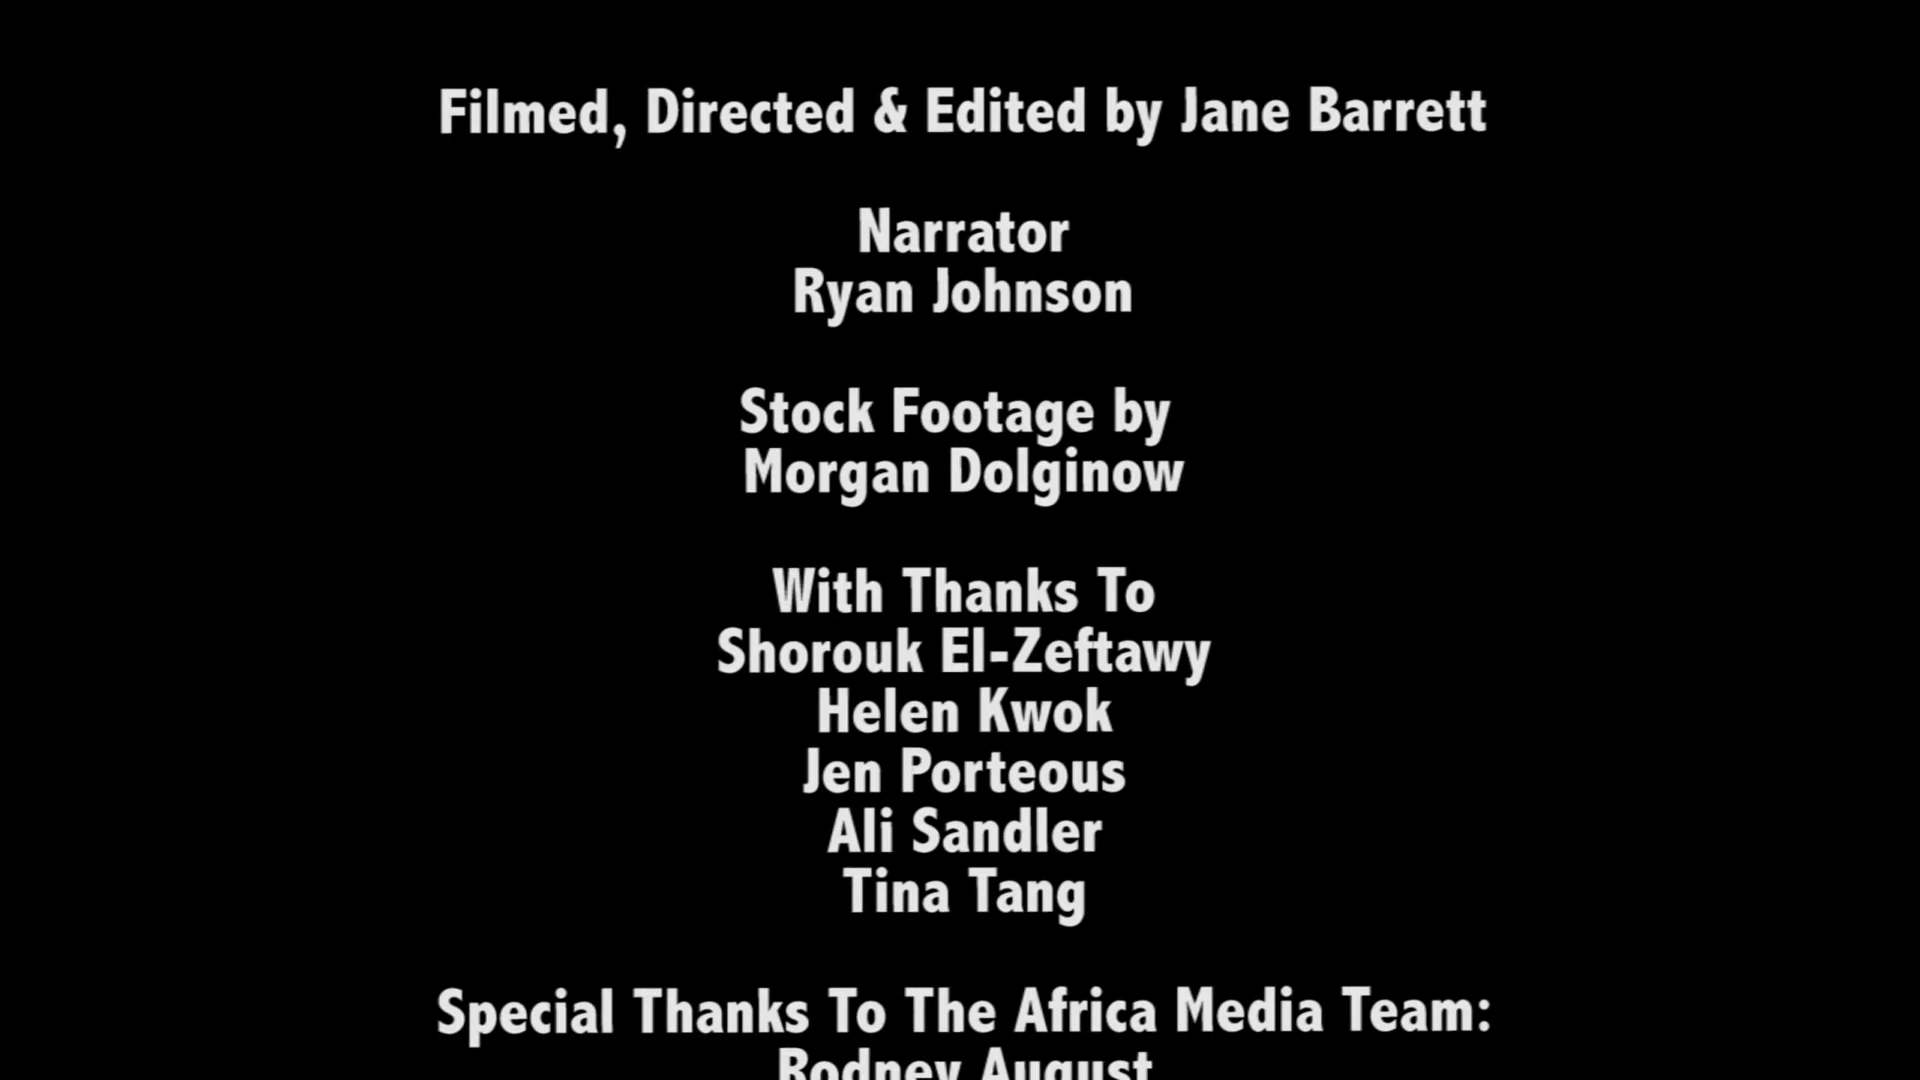 Filmed, Directed & Edited by Jane Barrett
Narrator
Ryan Johnson
Stock Footage by
Morgan Dolginow
With Thanks To
Shorouk El-Zeftawy
Helen Kwok
Jen Porteous
Ali Sandler
Tina Tang
Special Thanks To The Africa Media Team:
Rodney August